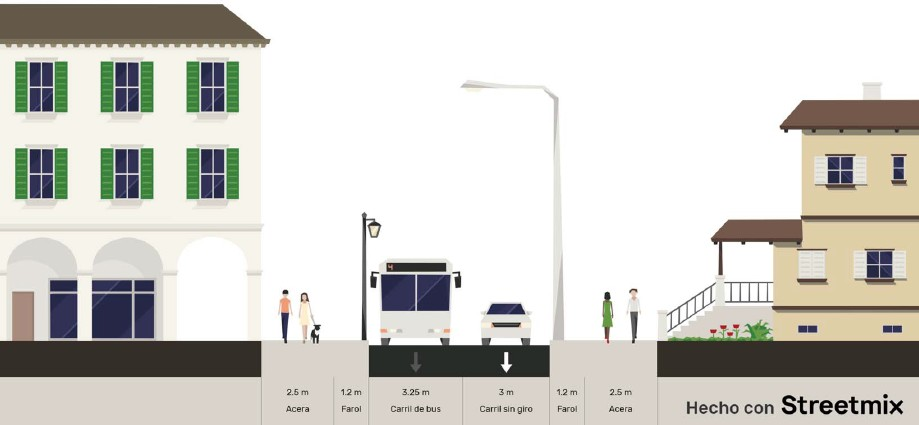 4
2.5 m
Acera
1.2 m
Farol
3.25 m
Carril de bus
3 m
Carril sin giro
1.2 m
Farol
2.5 m
Acera
Hecho con Streetmix